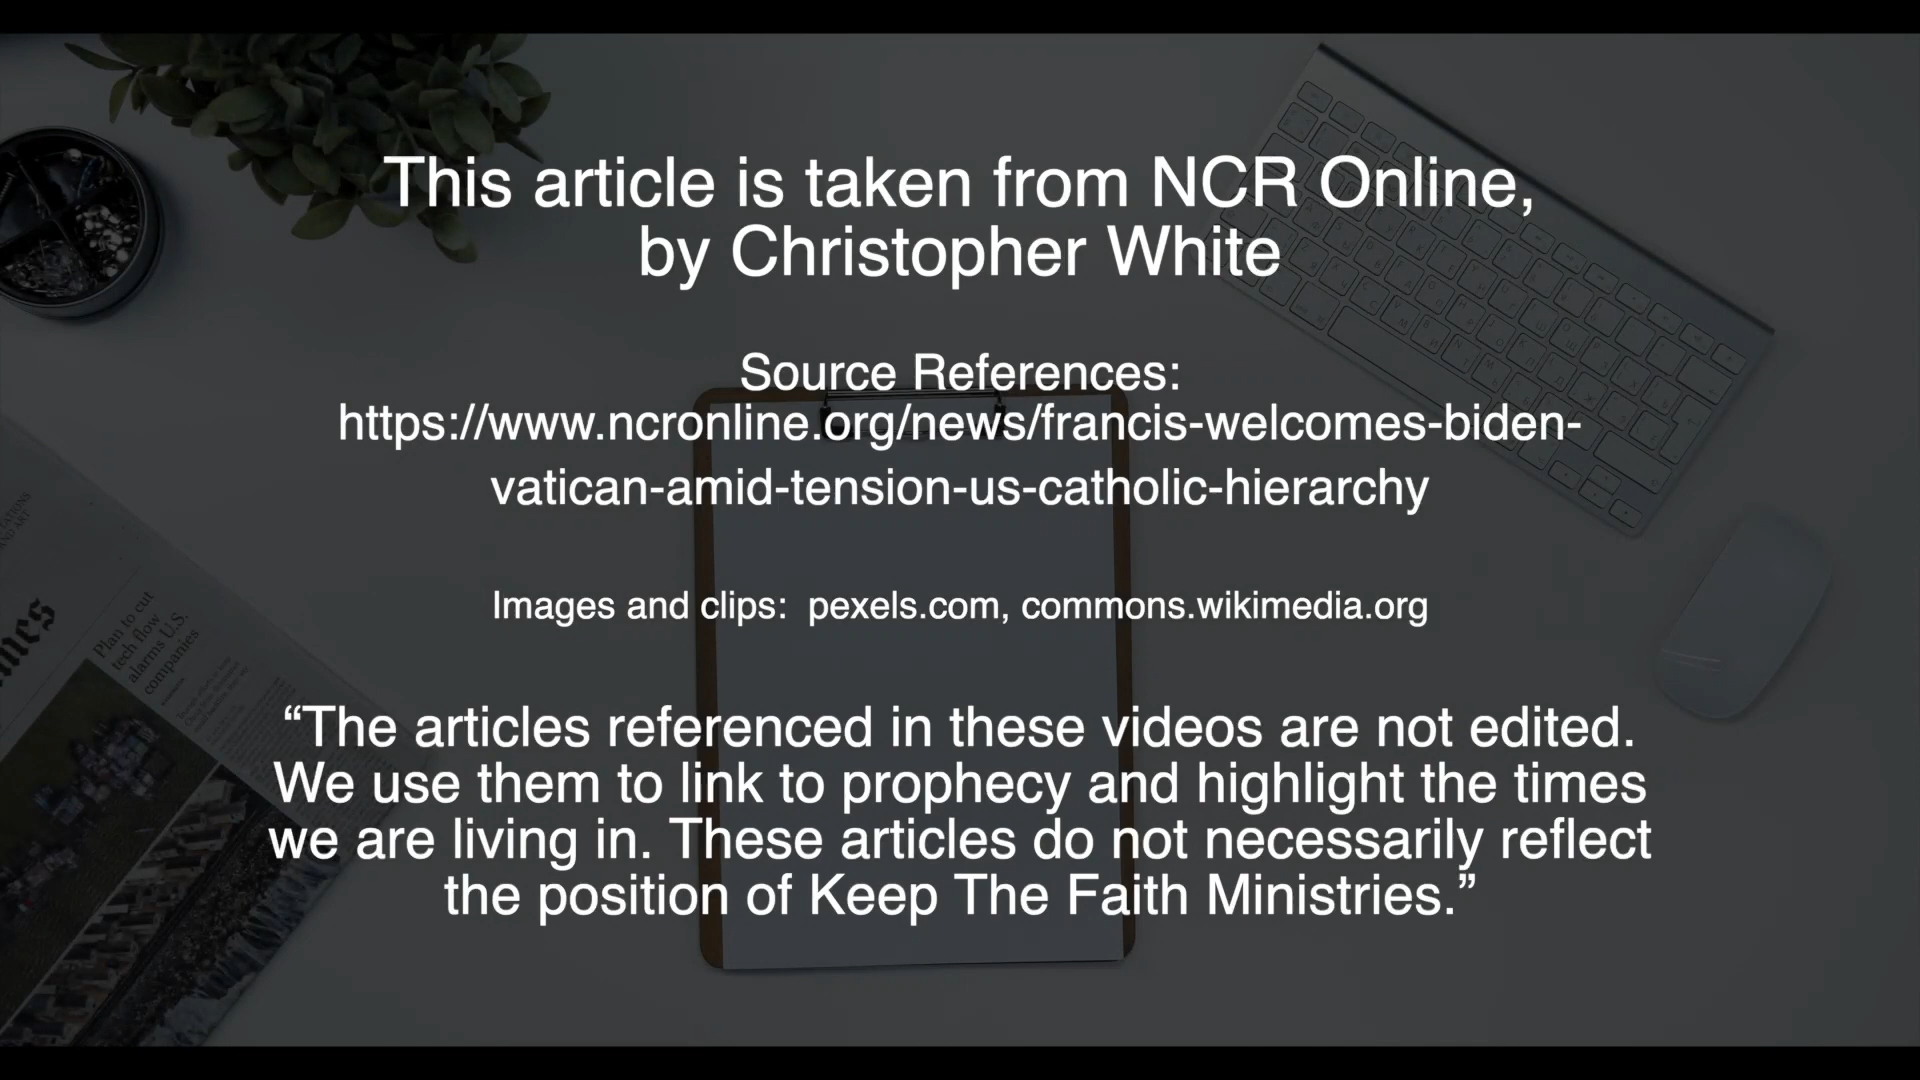 This article is taken from NCR Online,
by Christopher White
Source References:
https://www.ncronline.org/news/francis-welcomes-biden-
vatican-amid-tension-us-catholic-hierarchy
Images and clips:  pexels.com, commons.wikimedia.org
“The articles referenced in these videos are not edited.
We use them to link to prophecy and highlight the times
we are living in. These articles do not necessarily reflect
the position of Keep The Faith Ministries.”
Plan to cut
tech flow
alarms U.S.
companies